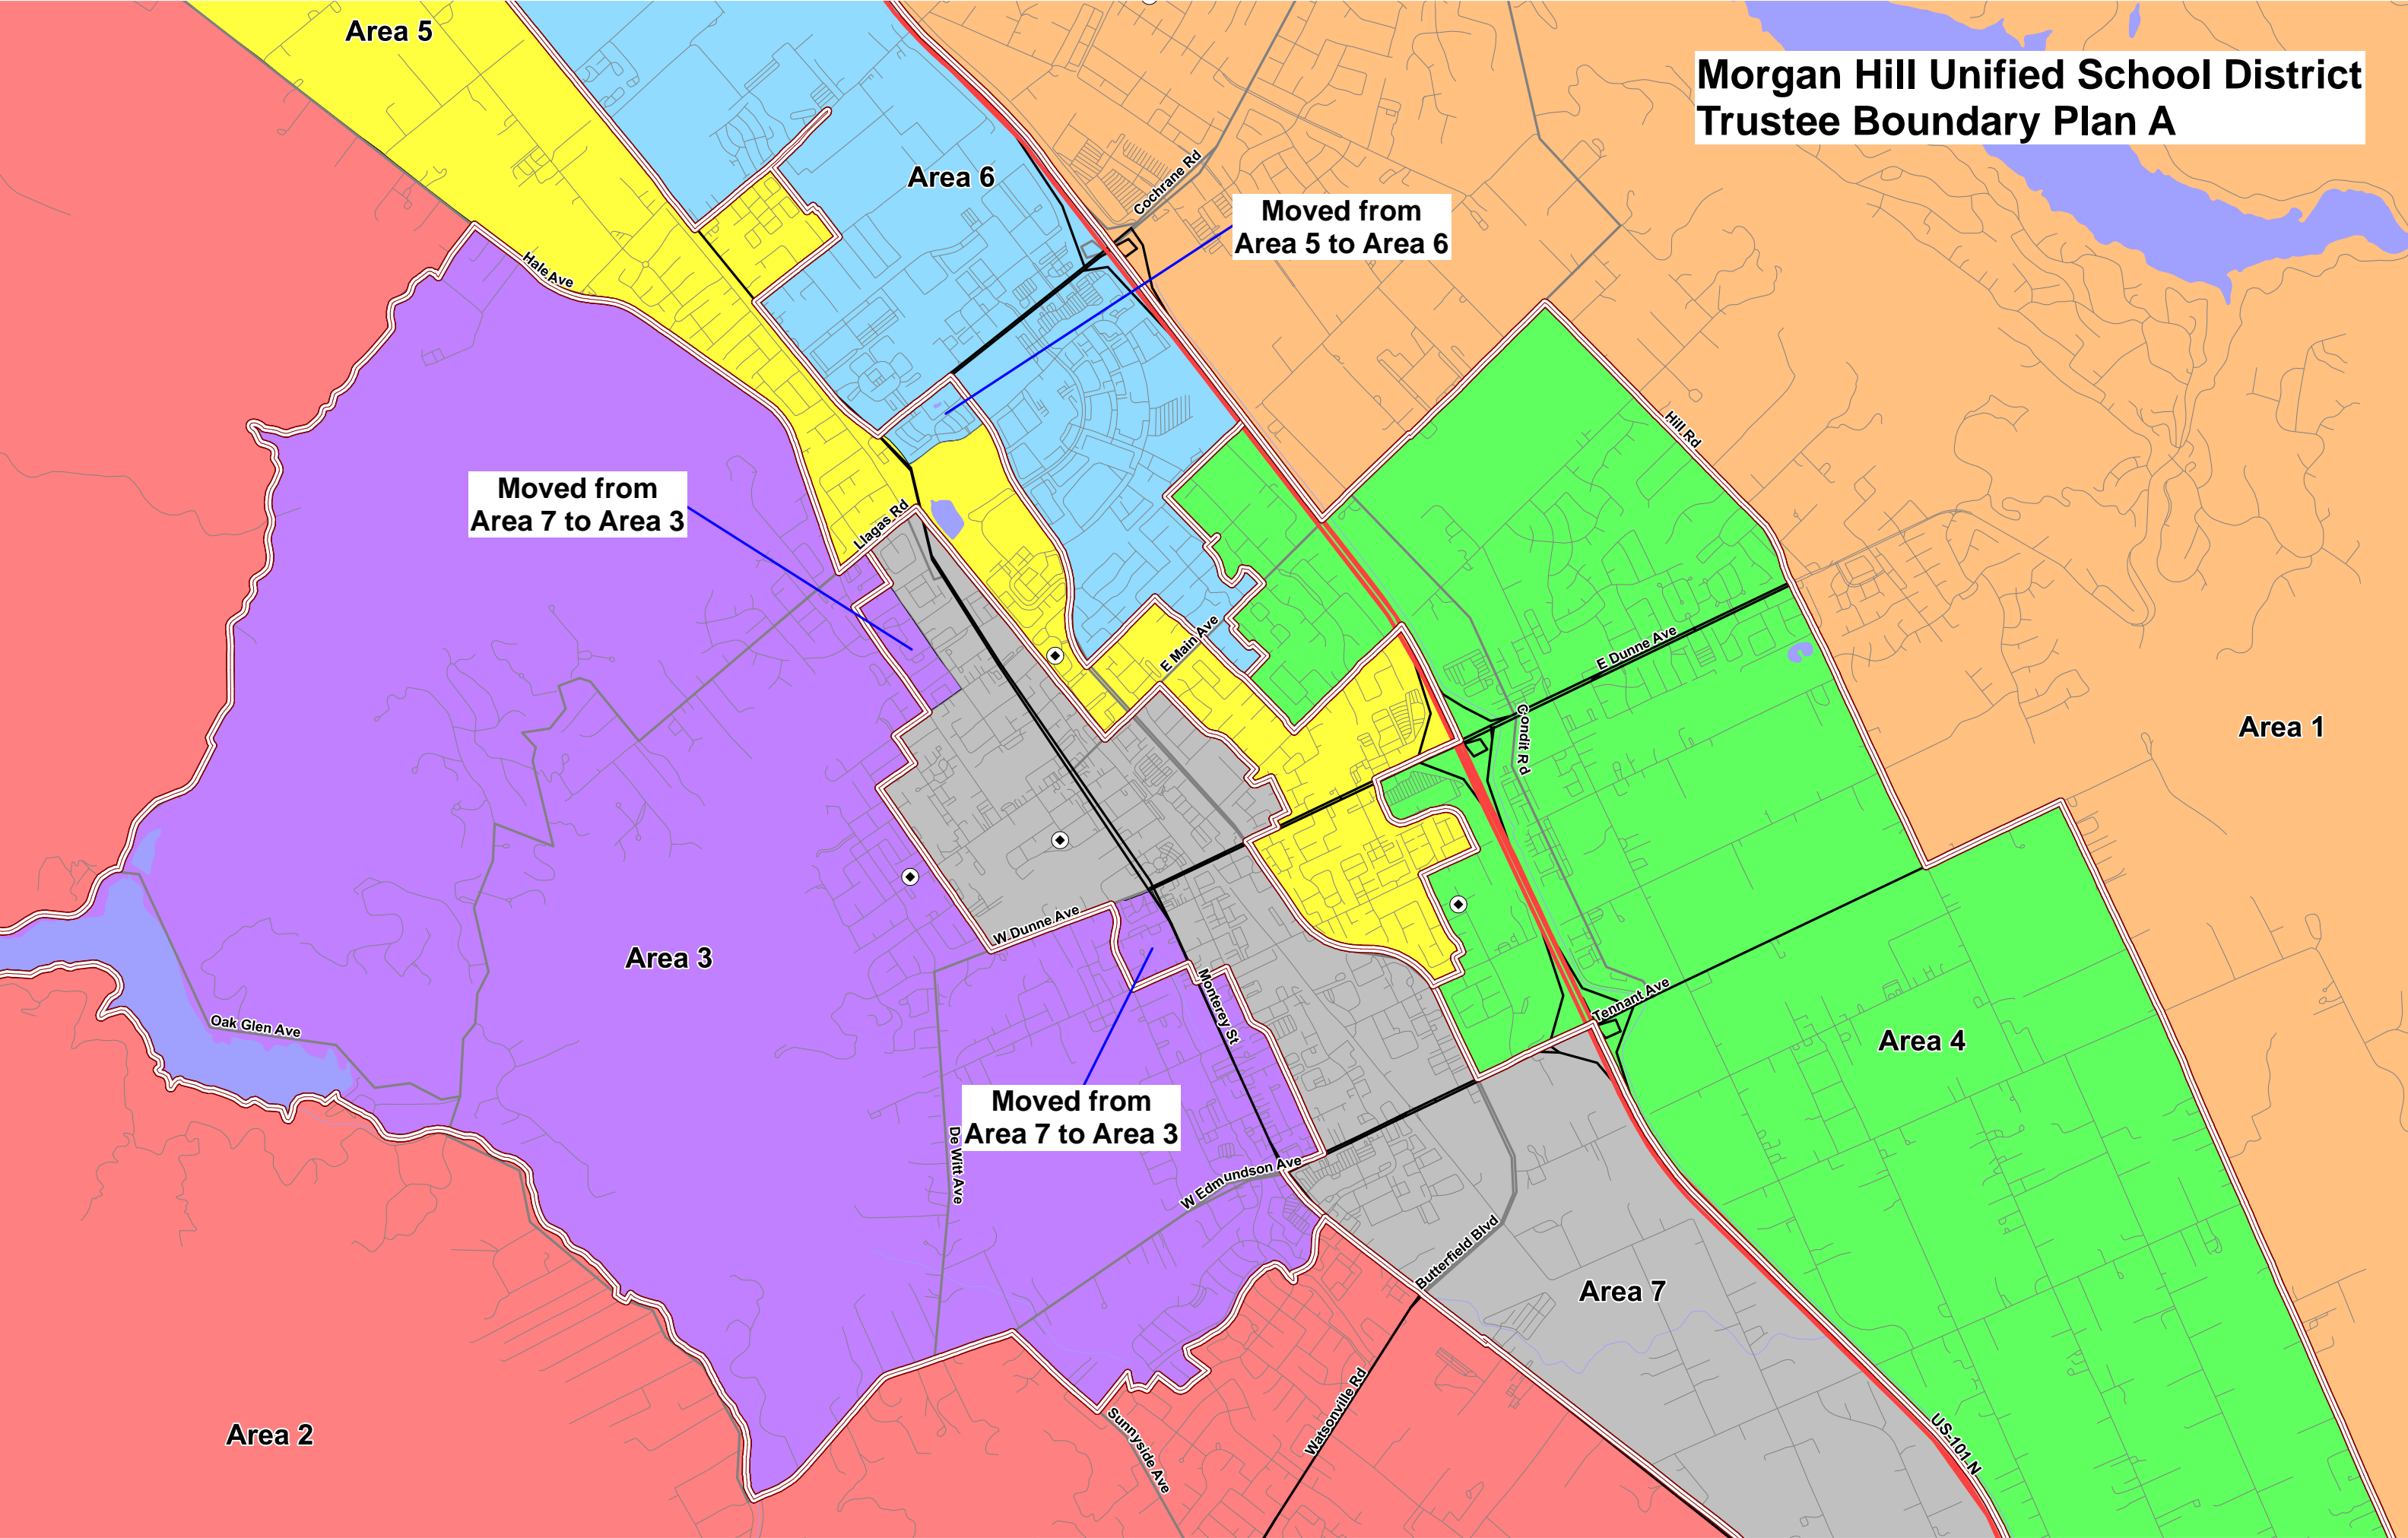 Area 5
Morgan Hill Unified School District
Trustee Boundary Plan A
Area 6
Cochrane Rd
Moved from
Area 5 to Area 6
Hale Ave
Hill Rd
Moved from
Area 7 to Area 3
Llagas Rd
E Main Ave
E Dunne Ave
Condit Rd
Area 1
W Dunne Ave
Area 3
Monterey St
Tennant Ave
Oak Glen Ave
Area 4
Moved from
Area 7 to Area 3
De Witt Ave
W Edmundson Ave
Butterfield Blvd
Area 7
Area 2
Sunnyside Ave
Watsonville Rd
US-101 N